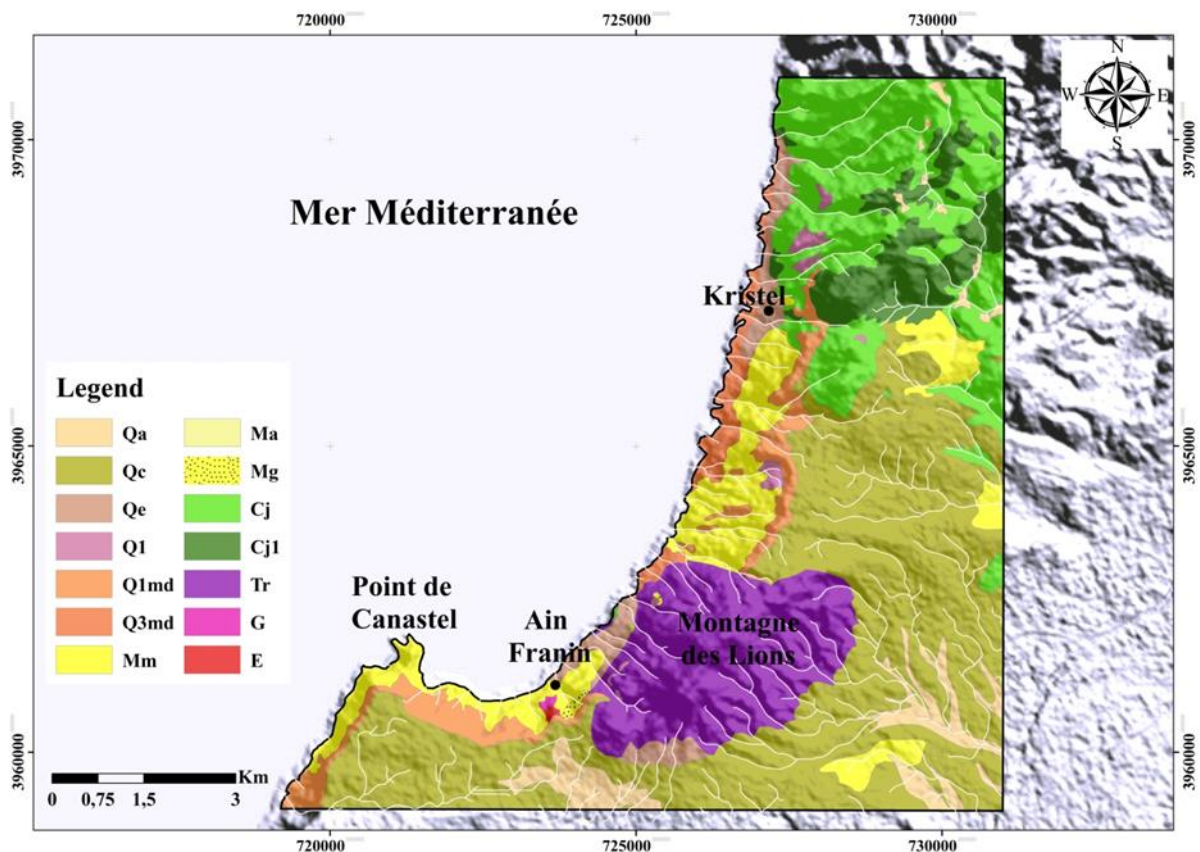 720000
725000
730000
N
W
E
S
3970000
3970000
Mer Méditerranée
Kristel
Legend
Qa
Ma
Qc
Mg
Qe
Cj
Q1
Cj1
Q1md
Tr
Q3md
G
Mm
E
3965000
3965000
Point de
Canastel
Ain
Franin
Montagne
des Lions
3960000
3960000
Km
0
0,75
1,5
3
720000
725000
730000